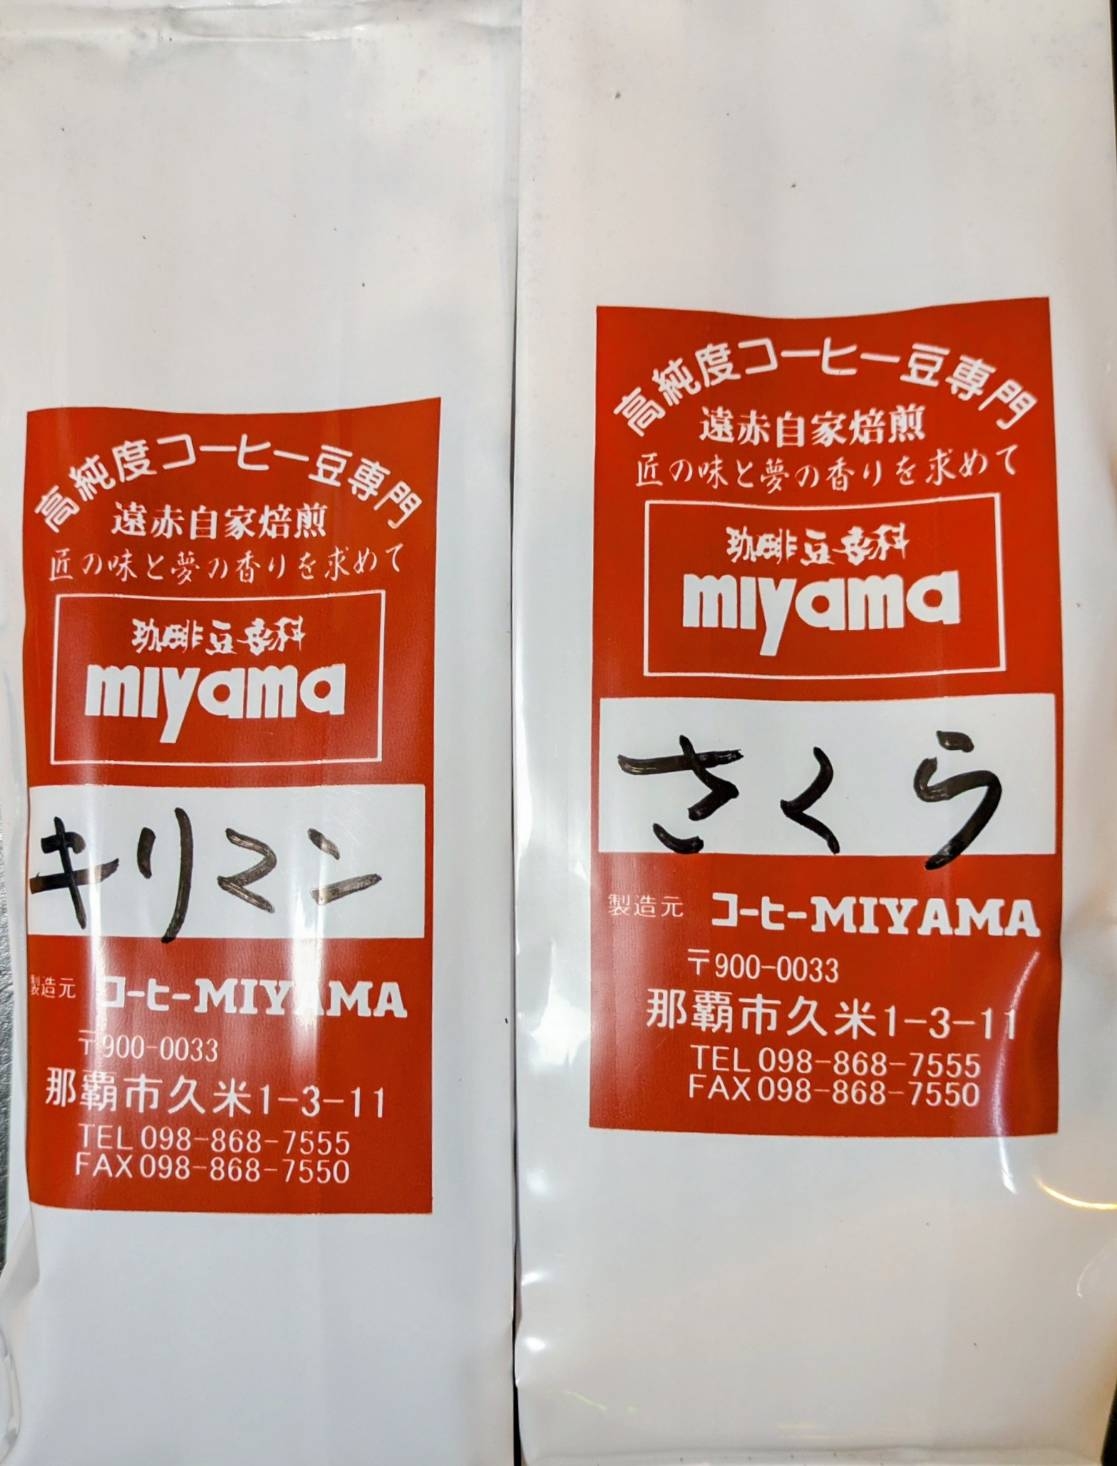 高純度コーヒー豆専門
遠赤自家焙煎
匠の味と夢の香りを求めて
珈琲豆香科
miyama
キリマン
製造元 コーヒーMIYAMA
〒900-0033
那覇市久米1-3-11
TEL 098-868-7555
FAX 098-868-7550
高純度コーヒー豆専門
遠赤自家焙煎
匠の味と夢の香りを求めて
珈琲豆香科
miyama
さくら
製造元 コーヒーMIYAMA
〒900-0033
那覇市久米1-3-11
TEL 098-868-7555
FAX 098-868-7550